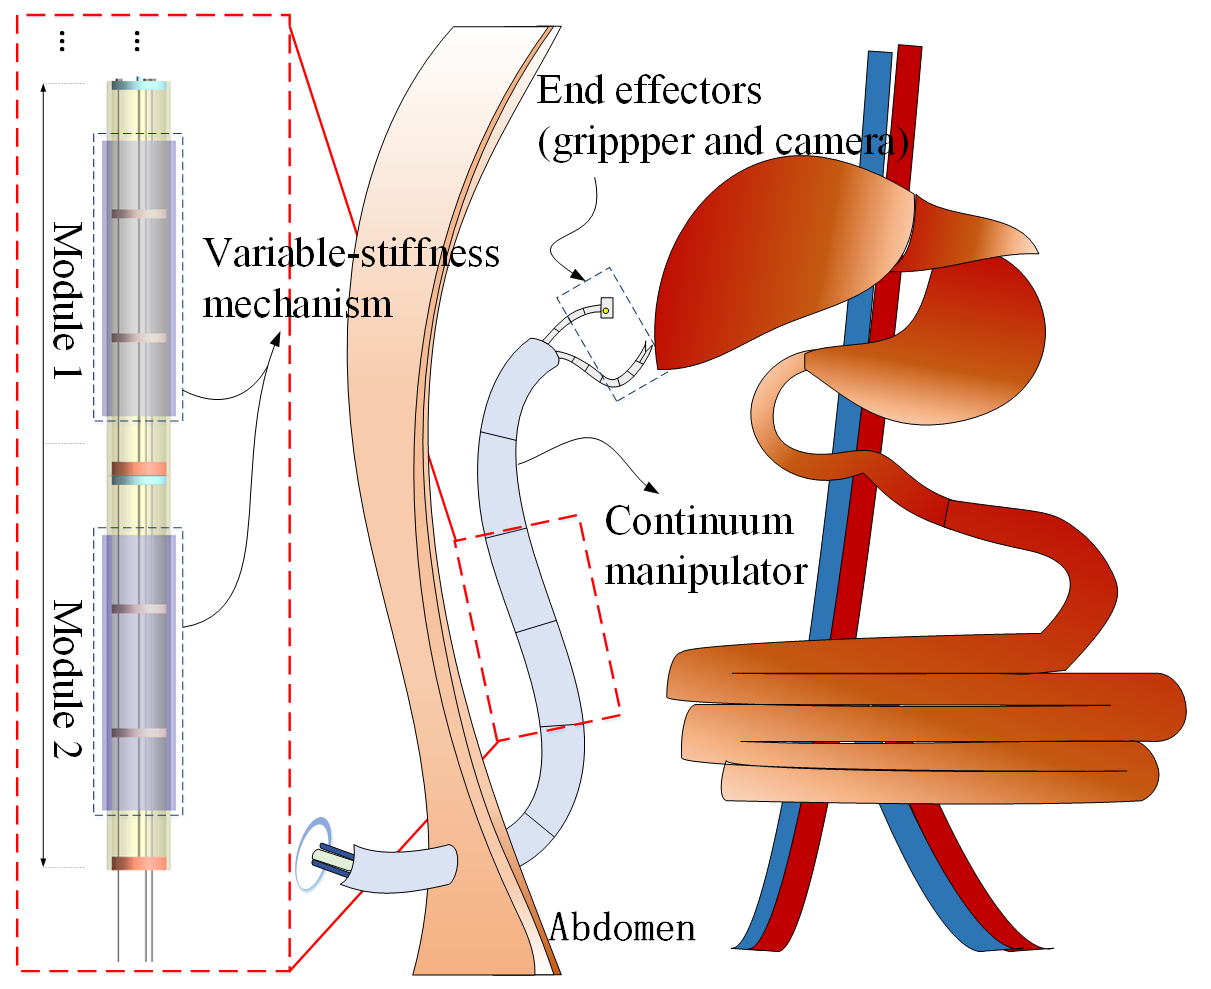 ...
...
Module 1
Module 2
Variable-stiffness
mechanism
End effectors
(grippper and camera)
Continuum
manipulator
Abdomen